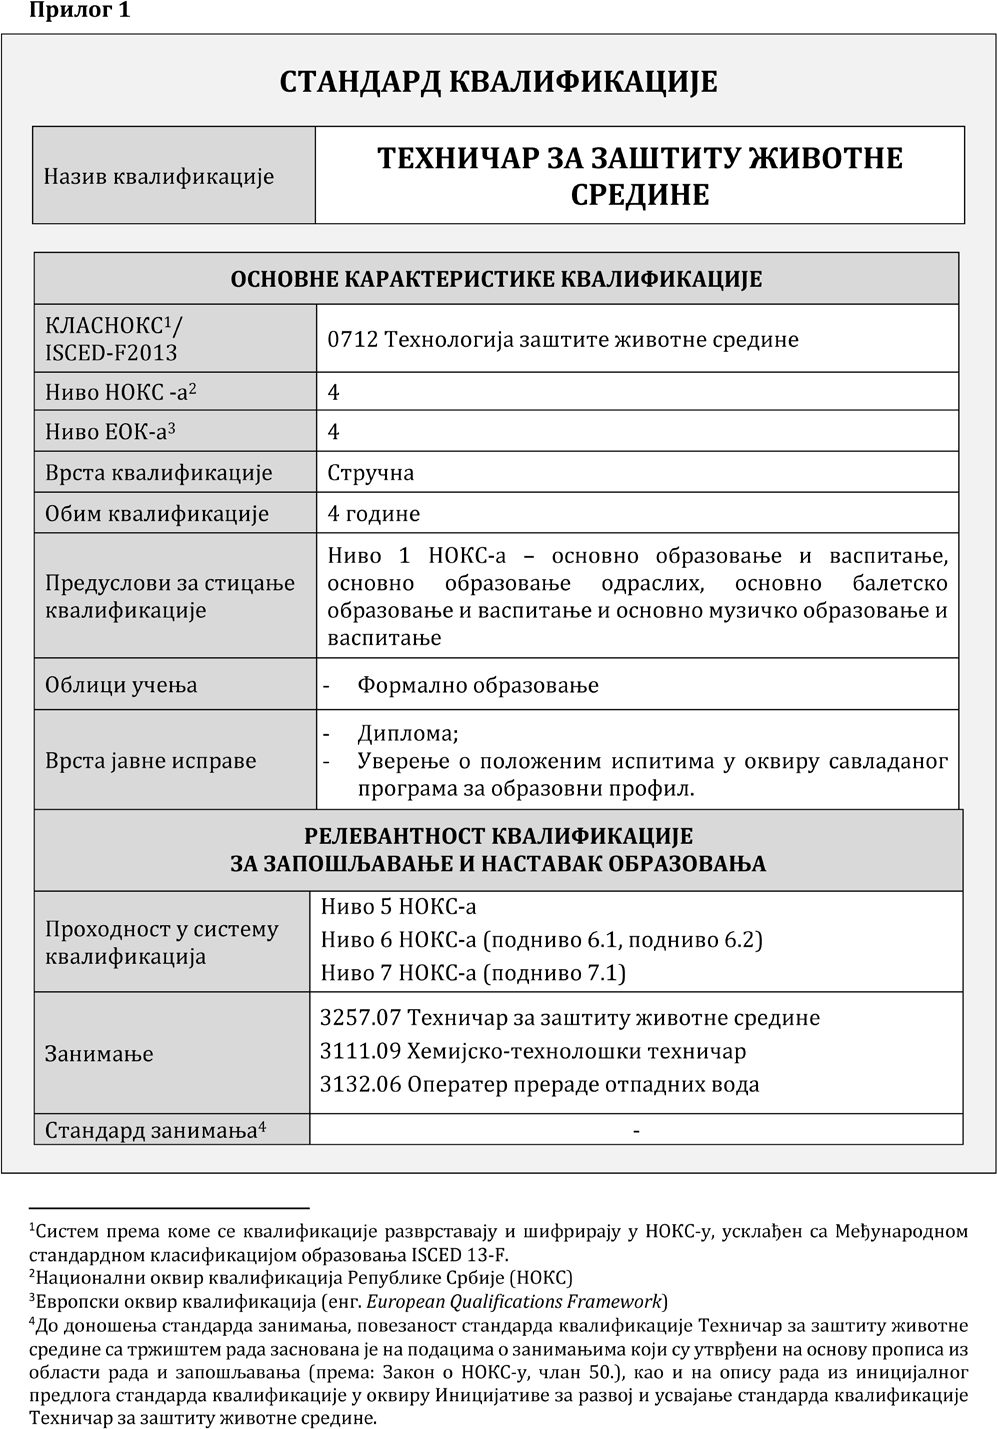 Прилог 1
СТАНДАРД КВАЛИФИКАЦИЈЕ
Назив квалификације
ТЕХНИЧАР ЗА ЗАШТИТУ ЖИВОТНЕ
СРЕДИНЕ
ОСНОВНЕ КАРАКТЕРИСТИКЕ КВАЛИФИКАЦИЈЕ
КЛАСНОКС¹/
ISCED-F2013
0712 Технологија заштите животне средине
Ниво НОКС -а²
4
Ниво ЕОК-а³
4
Врста квалификације
Стручна
Обим квалификације
4 године
Предуслови за стицање
квалификације
Ниво 1 НОКС-а – основно образовање и васпитање,
основно образовање одраслих, основно балетско
образовање и васпитање и основно музичко образовање и
васпитање
Облици учења
- Формално образовање
Врста јавне исправе
- Диплома;
- Уверење о положеним испитима у оквиру савладаног
програма за образовни профил.
РЕЛЕВАНТНОСТ КВАЛИФИКАЦИЈЕ
ЗА ЗАПОШЉАВАЊЕ И НАСТАВАК ОБРАЗОВАЊА
Проходност у систему
квалификација
Ниво 5 НОКС-а
Ниво 6 НОКС-а (подниво 6.1, подниво 6.2)
Ниво 7 НОКС-а (подниво 7.1)
Занимање
3257.07 Техничар за заштиту животне средине
3111.09 Хемијско-технолошки техничар
3132.06 Оператер прераде отпадних вода
Стандард занимања⁴
-
¹Систем према коме се квалификације разврставају и шифрирају у НОКС-у, усклађен са Међународном
стандардном класификацијом образовања ISCED 13-F.
²Национални оквир квалификација Републике Србије (НОКС)
³Европски оквир квалификација (енг. European Qualifications Framework)
⁴До доношења стандарда занимања, повезаност стандарда квалификације Техничар за заштиту животне
средине са тржиштем рада заснована је на подацима о занимањима који су утврђени на основу прописа из
области рада и запошљавања (према: Закон о НОКС-у, члан 50.), као и на опису рада из иницијалног
предлога стандарда квалификације у оквиру Иницијативе за развој и усвајање стандарда квалификације
Техничар за заштиту животне средине.